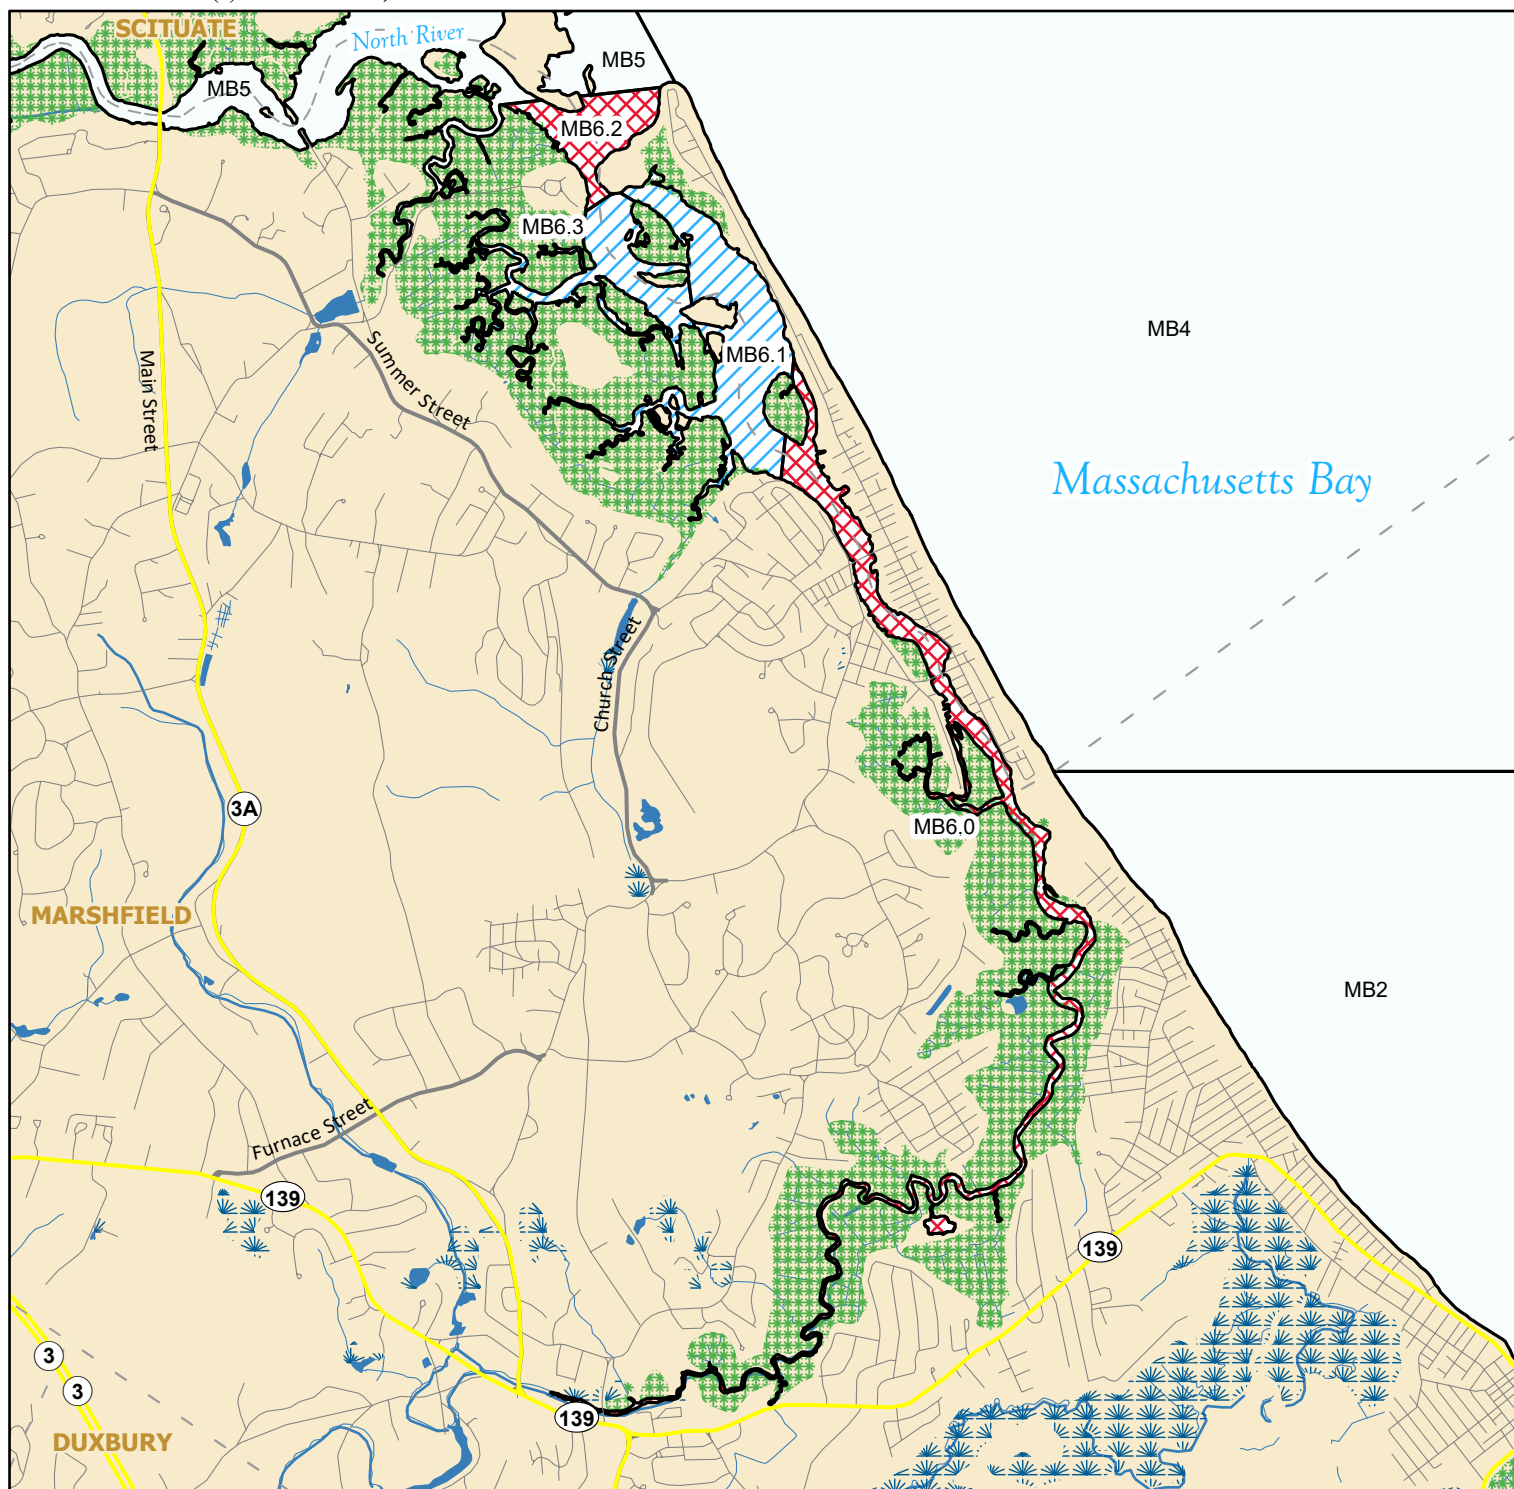 SCITUATE
North River
MB5
MB5
MB6.2
MB6.3
MB4
Main Street
Summer Street
MB6.1
Massachusetts Bay
Church Street
3A
MB6.0
MARSHFIELD
MB2
Furnace Street
139
139
3
3
139
DUXBURY